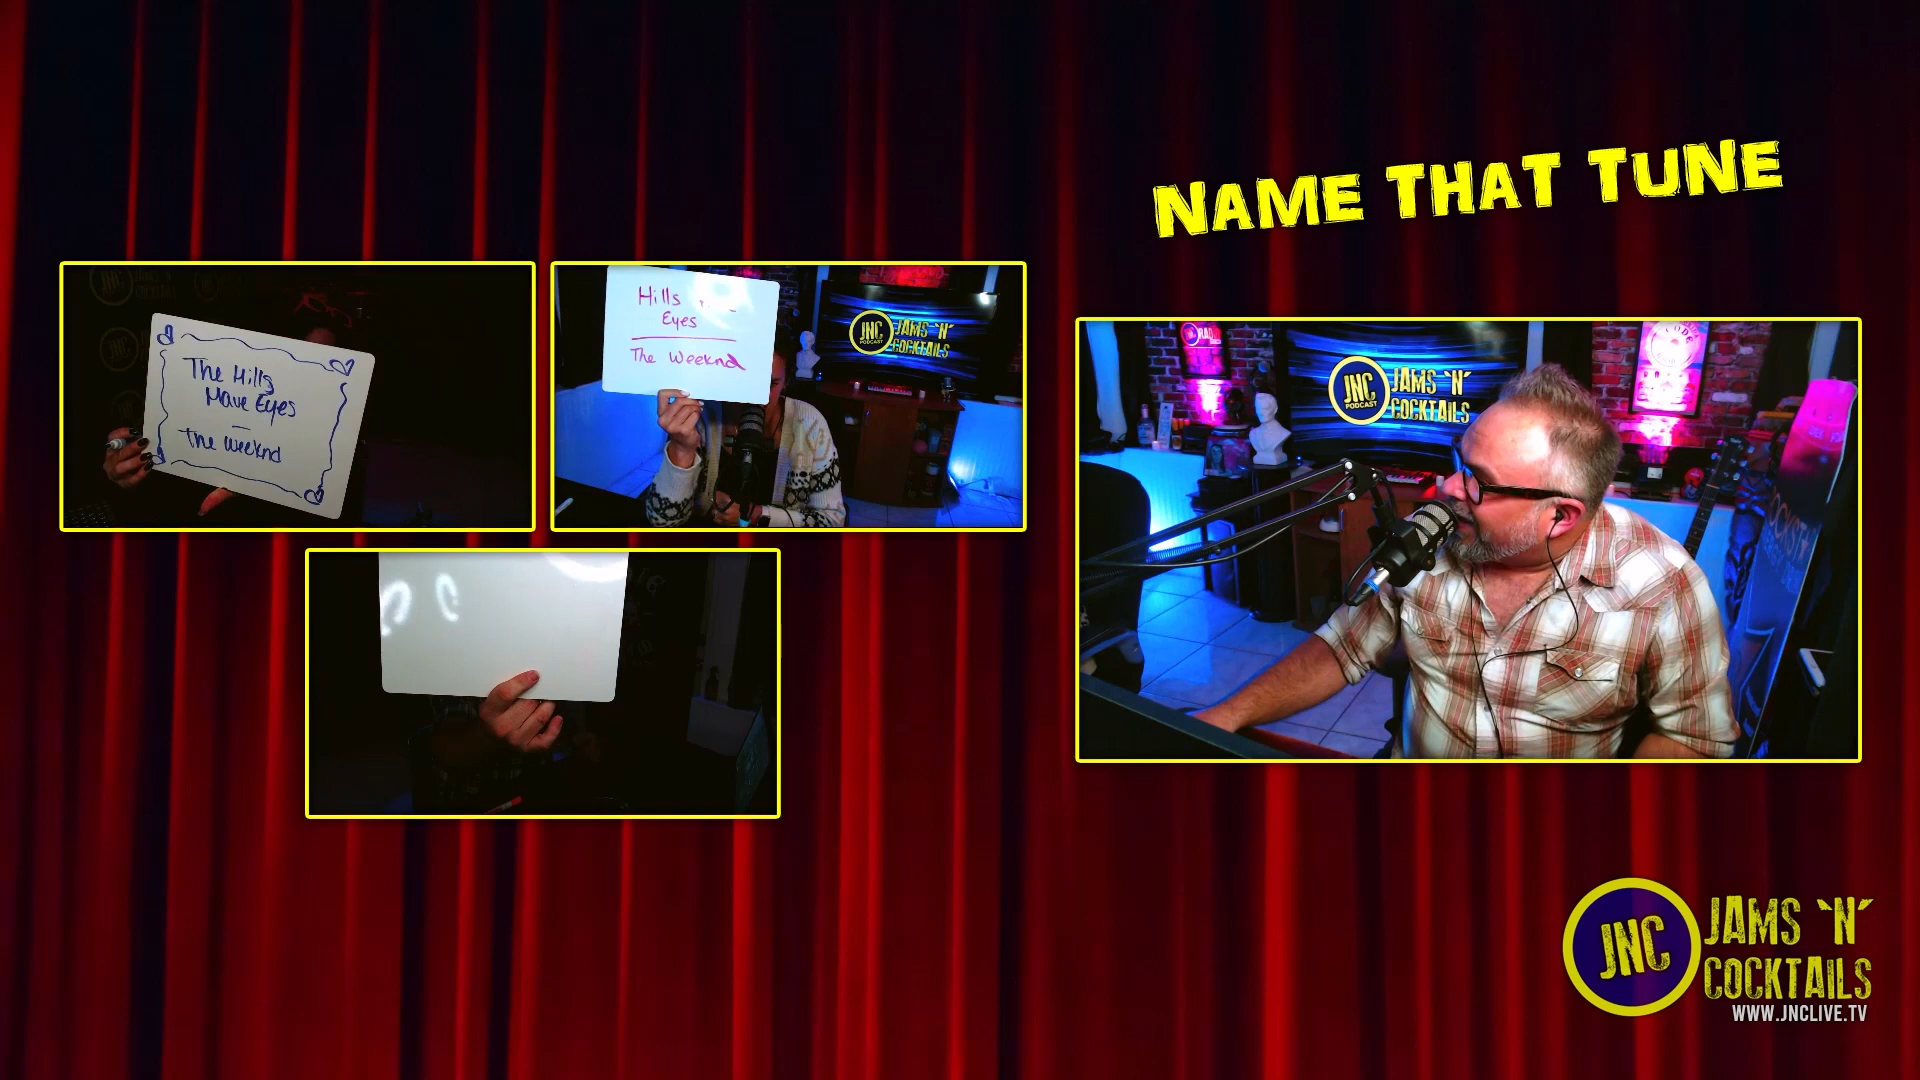 NAME THAT TUNE
The Hills
Have Eyes
The Weeknd
Hills
Eyes
The Weeknd
JNC
PODCAST
JAMS 'N'
COCKTAILS
JNC
PODCAST
JAMS 'N'
COCKTAILS
JNC
JAMS 'N'
COCKTAILS
WWW.JNCLIVE.TV